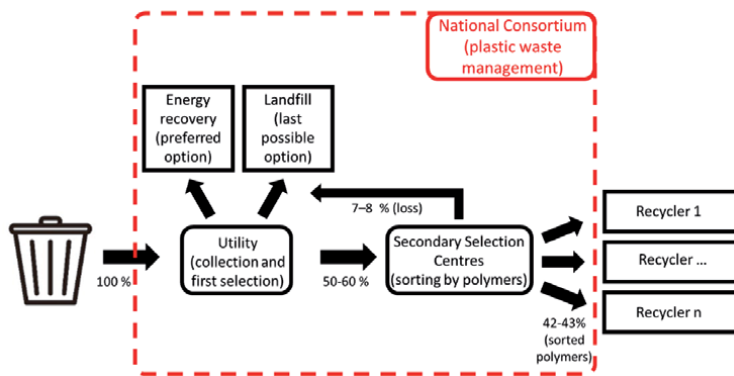 National Consortium
(plastic waste
management)
Energy
recovery
(preferred
option)
Landfill
(last
possible
option)
7–8 % (loss)
Recycler 1
Utility
(collection and
first selection)
Secondary Selection
Centres
(sorting by polymers)
Recycler ...
100 %
50-60 %
Recycler n
42-43%
(sorted
polymers)